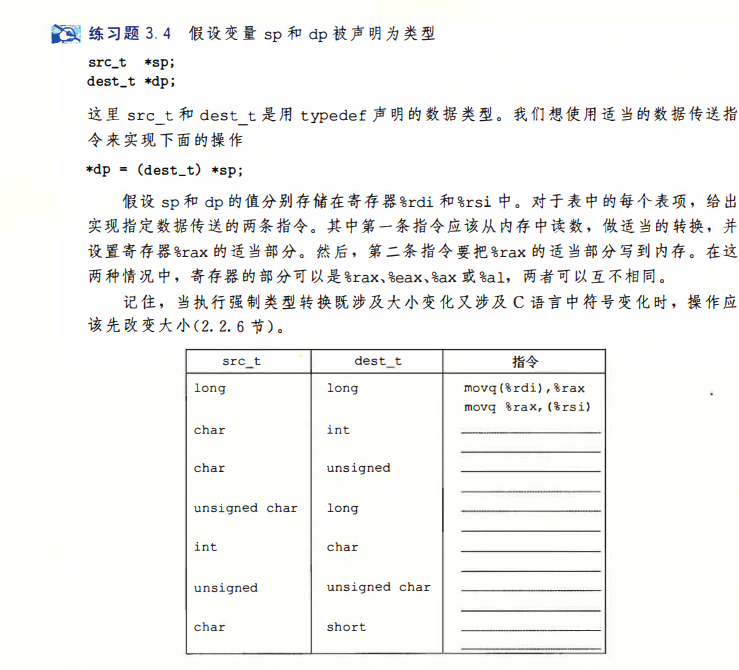 练习题 3.4 假设变量 sp 和 dp 被声明为类型
src_t *sp;
dest_t *dp;
这里 src_t 和 dest_t 是用 typedef 声明的数据类型。我们想使用适当的数据传送指
令来实现下面的操作
*dp = (dest_t) *sp;
假设 sp 和 dp 的值分别存储在寄存器%rdi 和%rsi 中。对于表中的每个表项，给出
实现指定数据传送的两条指令。其中第一条指令应该从内存中读数，做适当的转换，并
设置寄存器%rax 的适当部分。然后，第二条指令要把%rax 的适当部分写到内存。在这
两种情况中，寄存器的部分可以是%rax、%eax、%ax 或%al，两者可以互不相同。
记住，当执行强制类型转换既涉及大小变化又涉及 C 语言中符号变化时，操作应
该先改变大小(2.2.6 节)。
src_t dest_t 指令
long long movq(%rdi),%rax
movq %rax,(%rsi)
char int
char unsigned
unsigned char long
int char
unsigned unsigned char
char short